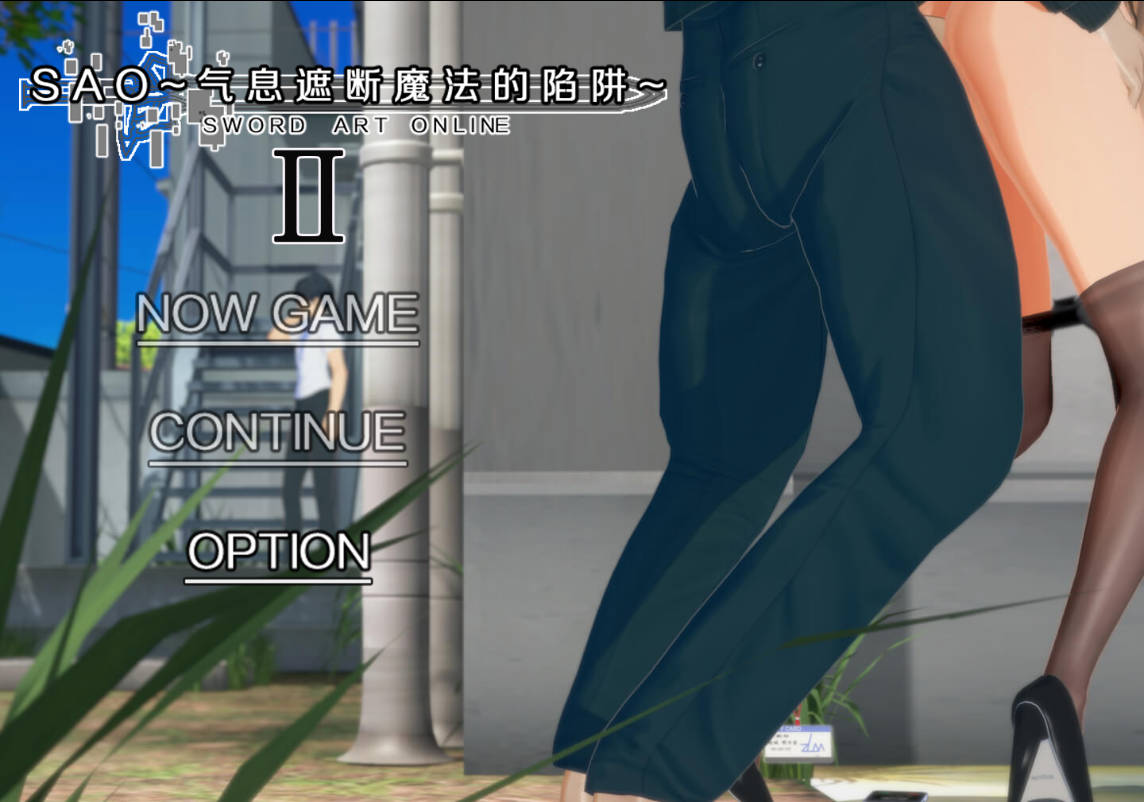 SAO~气息遮断魔法的陷阱~
SWORD ART ONLINE
II
NOW GAME
CONTINUE
OPTION